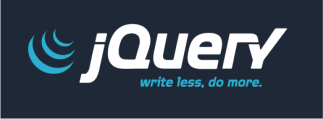 jQuery
write less, do more.